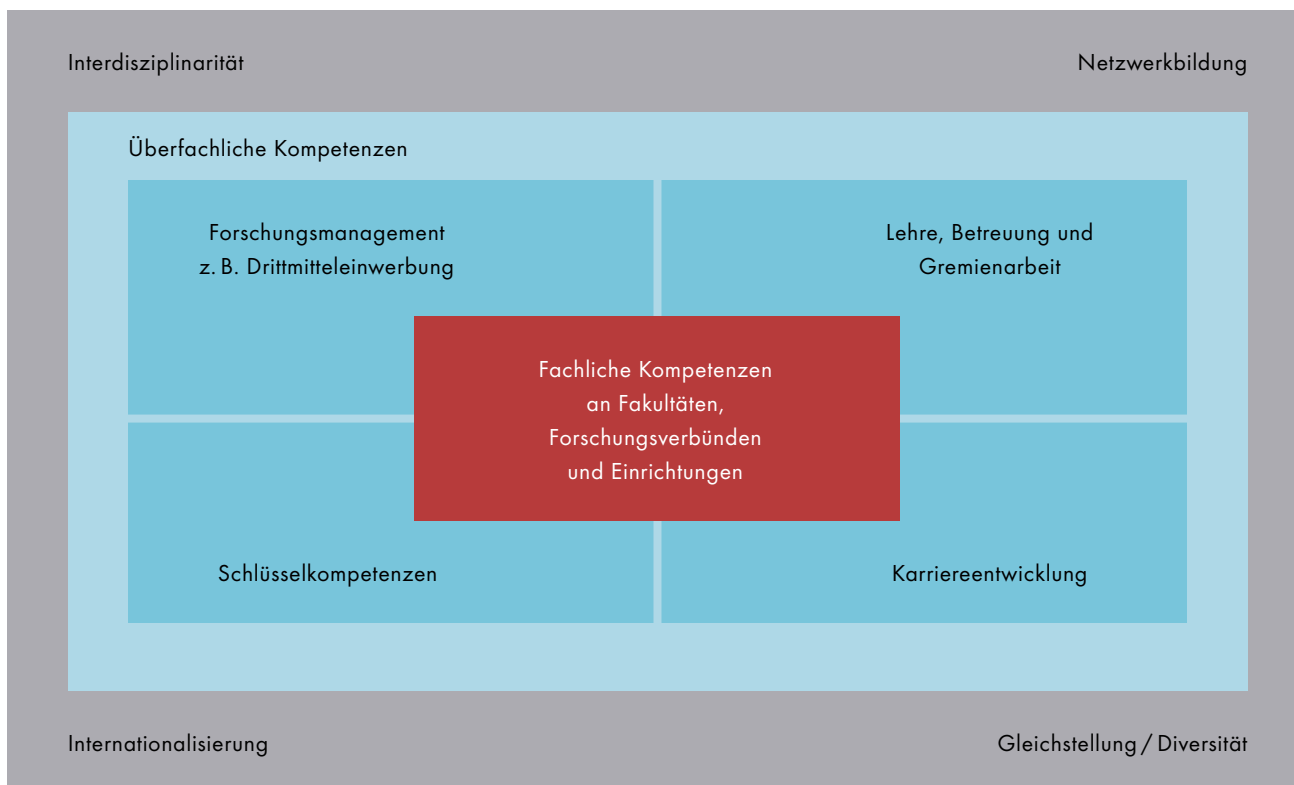 Interdisziplinarität
Netzwerkbildung
Überfachliche Kompetenzen
Forschungsmanagement
z. B. Drittmitteleinwerbung
Lehre, Betreuung und
Gremienarbeit
Fachliche Kompetenzen
an Fakultäten,
Forschungsverbünden
und Einrichtungen
Schlüsselkompetenzen
Karriereentwicklung
Internationalisierung
Gleichstellung / Diversität